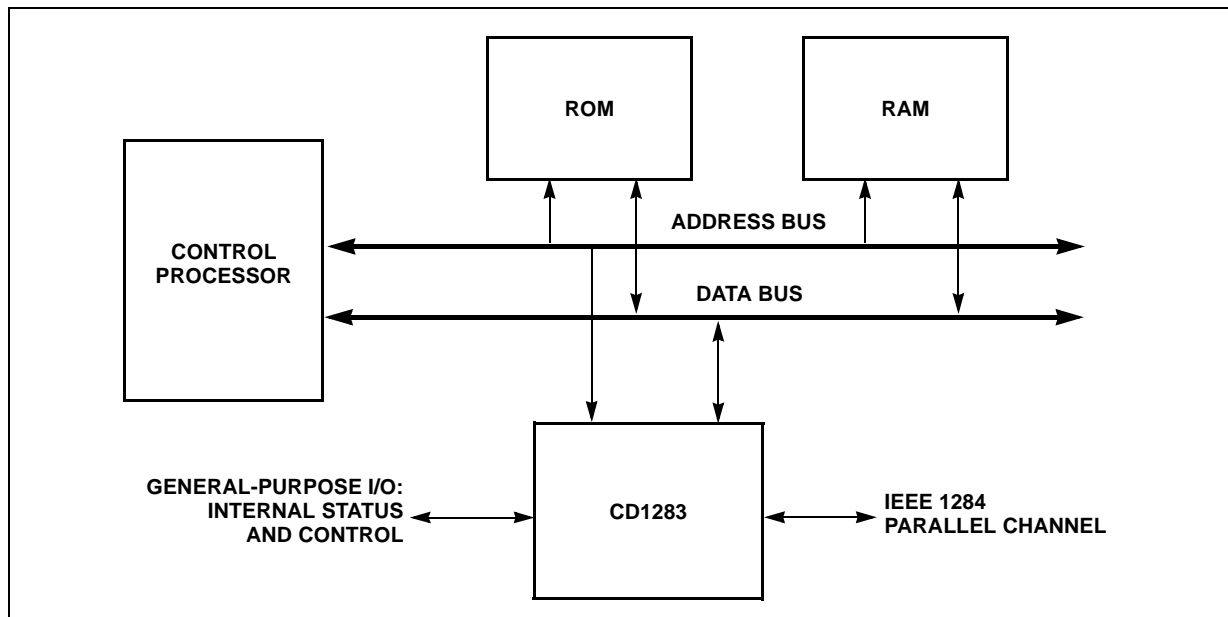 ROM
RAM
CONTROL
PROCESSOR
ADDRESS BUS
DATA BUS
GENERAL-PURPOSE I/O:
INTERNAL STATUS
AND CONTROL
CD1283
IEEE 1284
PARALLEL CHANNEL